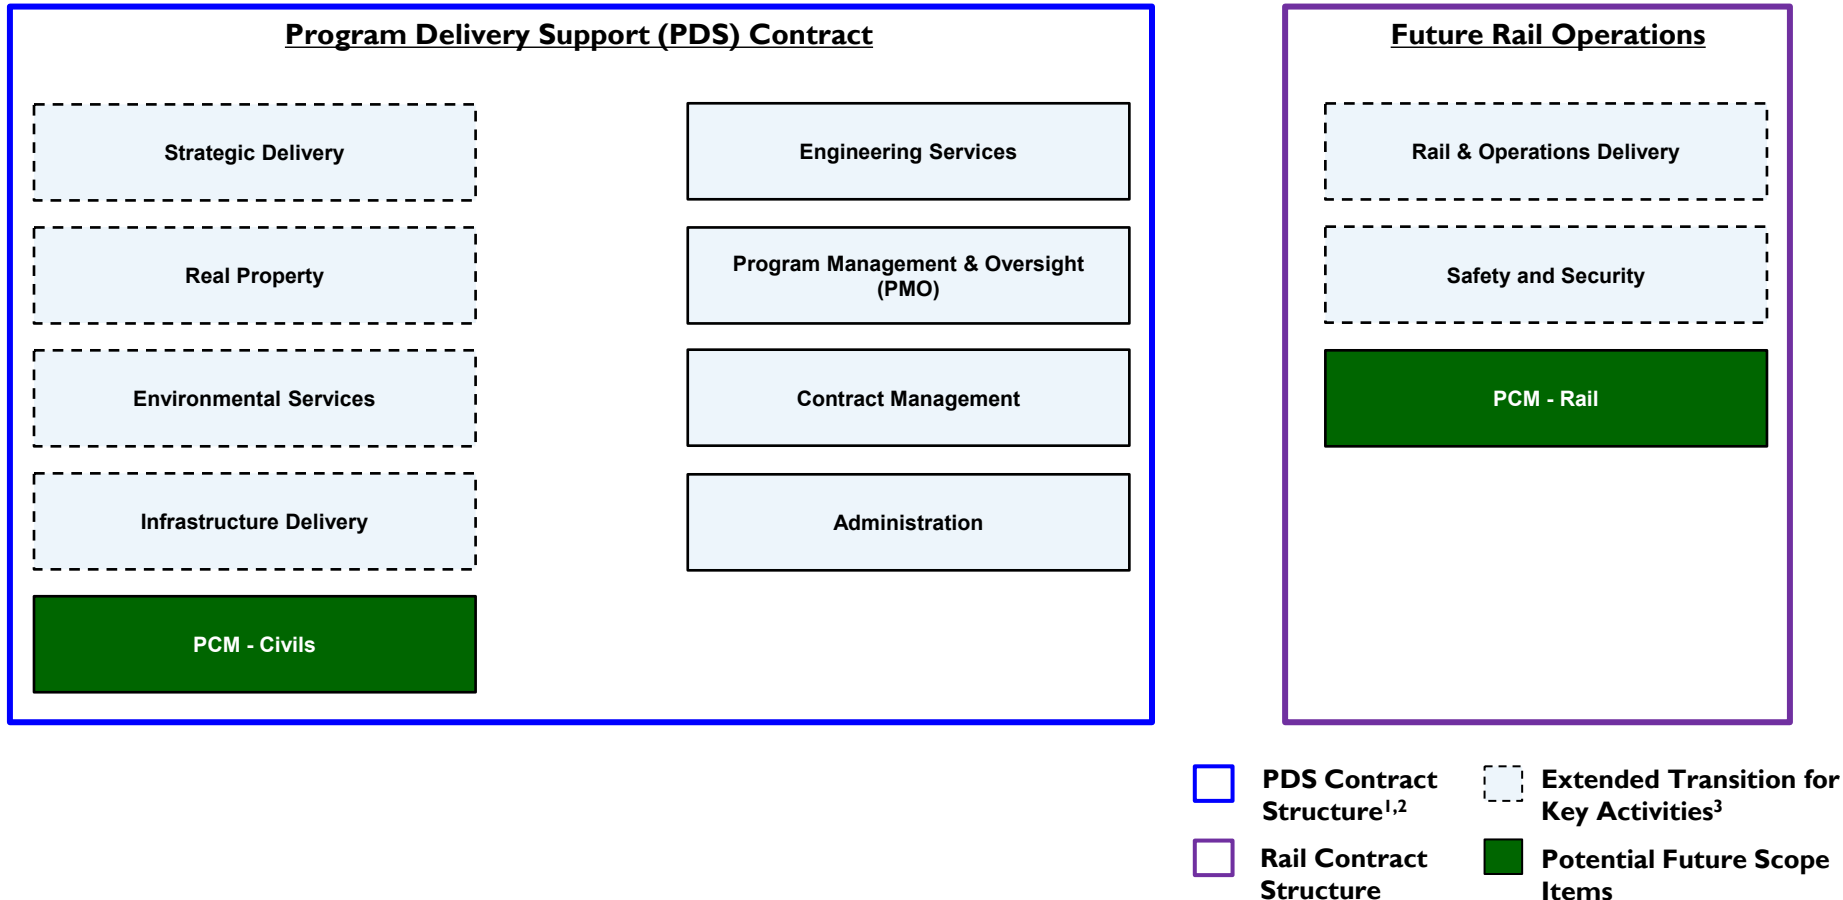 Program Delivery Support (PDS) Contract
Strategic Delivery
Real Property
Environmental Services
Infrastructure Delivery
PCM - Civils
Engineering Services
Program Management & Oversight
(PMO)
Contract Management
Administration
Future Rail Operations
Rail & Operations Delivery
Safety and Security
PCM - Rail
PDS Contract
Structure1,2
Rail Contract
Structure
Extended Transition for
Key Activities3
Potential Future Scope
Items